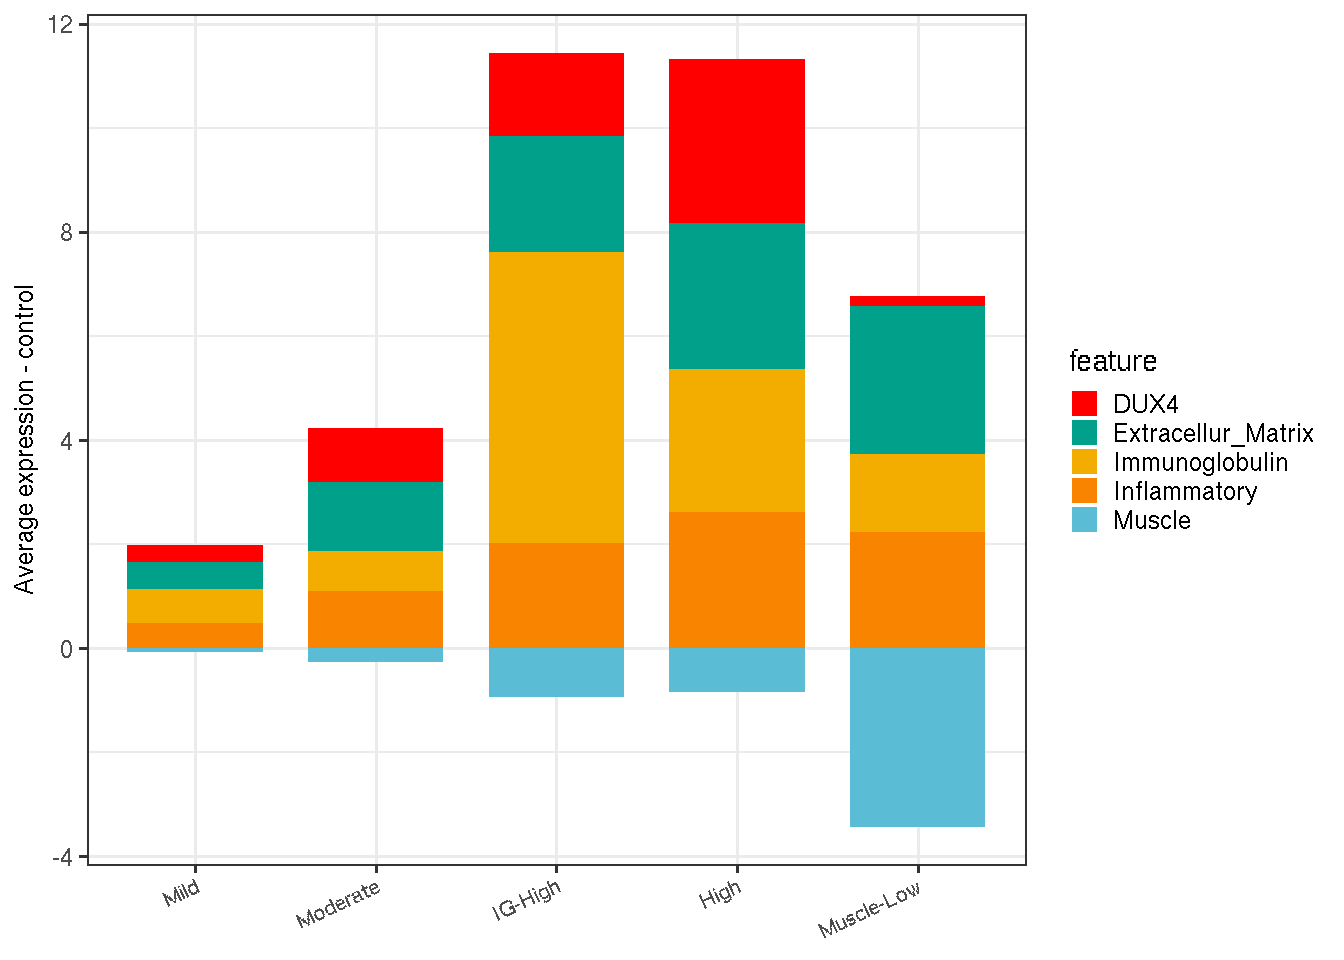 Average expression - control
12
8
4
0
-4
Mild
Moderate
IG-High
High
Muscle-Low
feature
DUX4
Extracellur_Matrix
Immunoglobulin
Inflammatory
Muscle